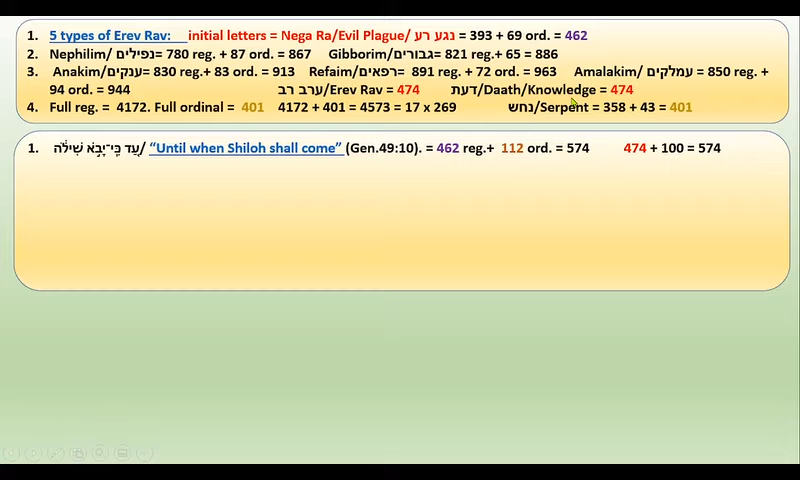 1. 5 types of Erev Rav: initial letters = Nega Ra/Evil Plague/ נגע רע = 393 + 69 ord. = 462
2. Nephilim/ נפילים= 780 reg.+ 87 ord. = 867 Gibborim/גבורים= 821 reg.+ 65 = 886
3. Anakim/ענקים= 830 reg.+ 83 ord. = 913 Refaim/רפאים= 891 reg.+ 72 ord. = 963 Amalakim/ עמלקים = 850 reg. +
94 ord. = 944 ערב רב/Erev Rav = 474 דעת/Daath/Knowledge = 474
4. Full reg. = 4172. Full ordinal = 401 4172 + 401 = 4573 = 17 x 269 נחש/Serpent = 358 + 43 = 401
1. עַ֚ד כִּֽי־יָבֹ֣א שִׁילֹ֔ה/ “Until when Shiloh shall come” (Gen.49:10). = 462 reg.+ 112 ord. = 574 474 + 100 = 574